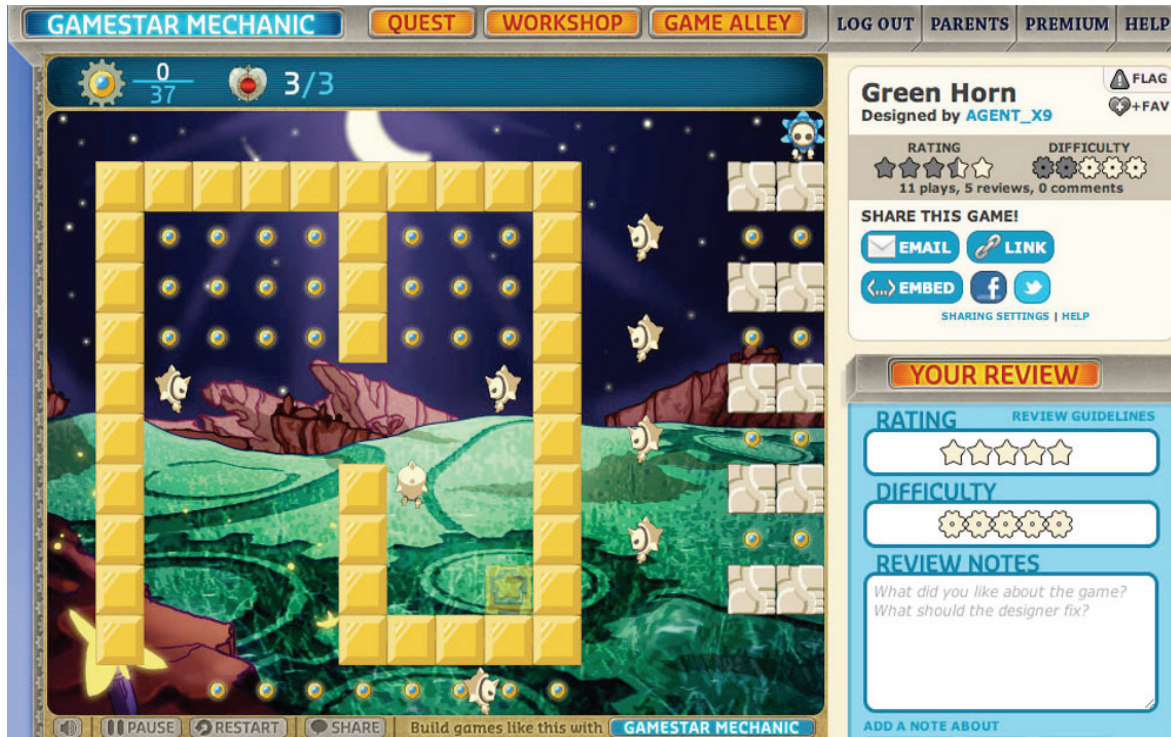 GAMESTAR MECHANIC QUEST WORKSHOP GAME ALLEY LOG OUT PARENTS PREMIUM HELP
0
37
3/3
Green Horn
FLAG
Designed by AGENT_X9
+FAV
RATING DIFFICULTY
11 plays, 5 reviews, 0 comments
SHARE THIS GAME!
EMAIL LINK
<...> EMBED f
SHARING SETTINGS | HELP
YOUR REVIEW
RATING REVIEW GUIDELINES
DIFFICULTY
REVIEW NOTES
What did you like about the game?
What should the designer fix?
ADD A NOTE ABOUT
PAUSE RESTART SHARE Build games like this with GAMESTAR MECHANIC